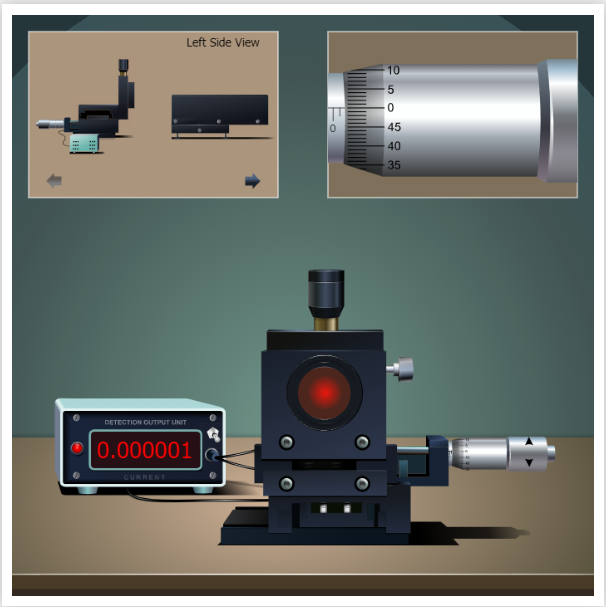 Left Side View
10
5
0
0
45
40
35
DETECTION OUTPUT UNIT
0.000001
CURRENT